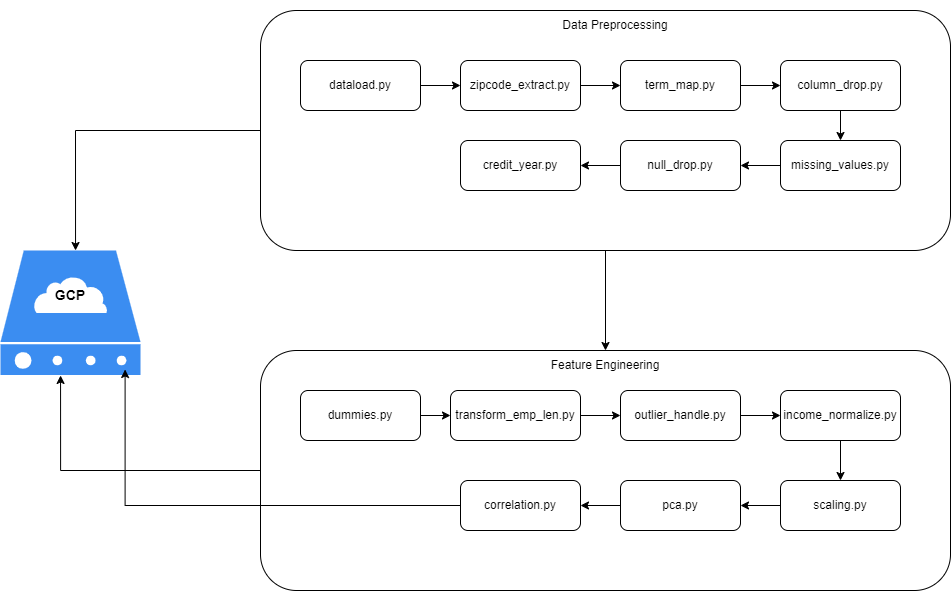 Data Preprocessing
dataload.py
zipcode_extract.py
term_map.py
column_drop.py
credit_year.py
null_drop.py
missing_values.py
GCP
Feature Engineering
dummies.py
transform_emp_len.py
outlier_handle.py
income_normalize.py
correlation.py
pca.py
scaling.py